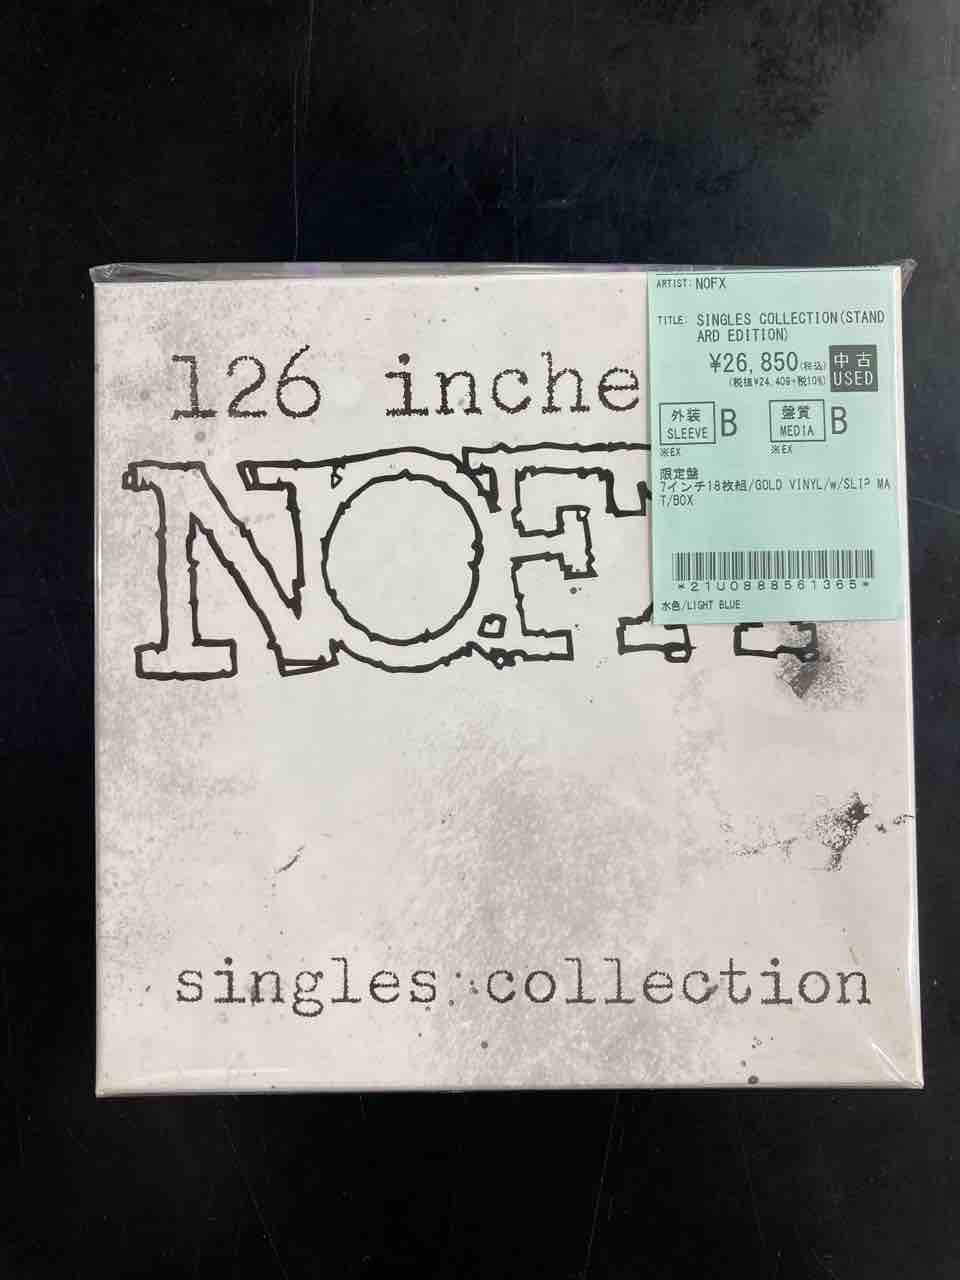 126 inche
NOFX
singles collection
ARTIST: NOFX
TITLE: SINGLES COLLECTION(STAND
ARD EDITION)
¥26,850(税込)
(税抜¥24,409+税10%)
中古
USED
外装
SLEEVE
B
※EX
盤質
MEDIA
B
※EX
限定盤
7インチ18枚組/GOLD VINYL/w/SLIP MA
T/BOX
*21U0888561365*
水色/LIGHT BLUE